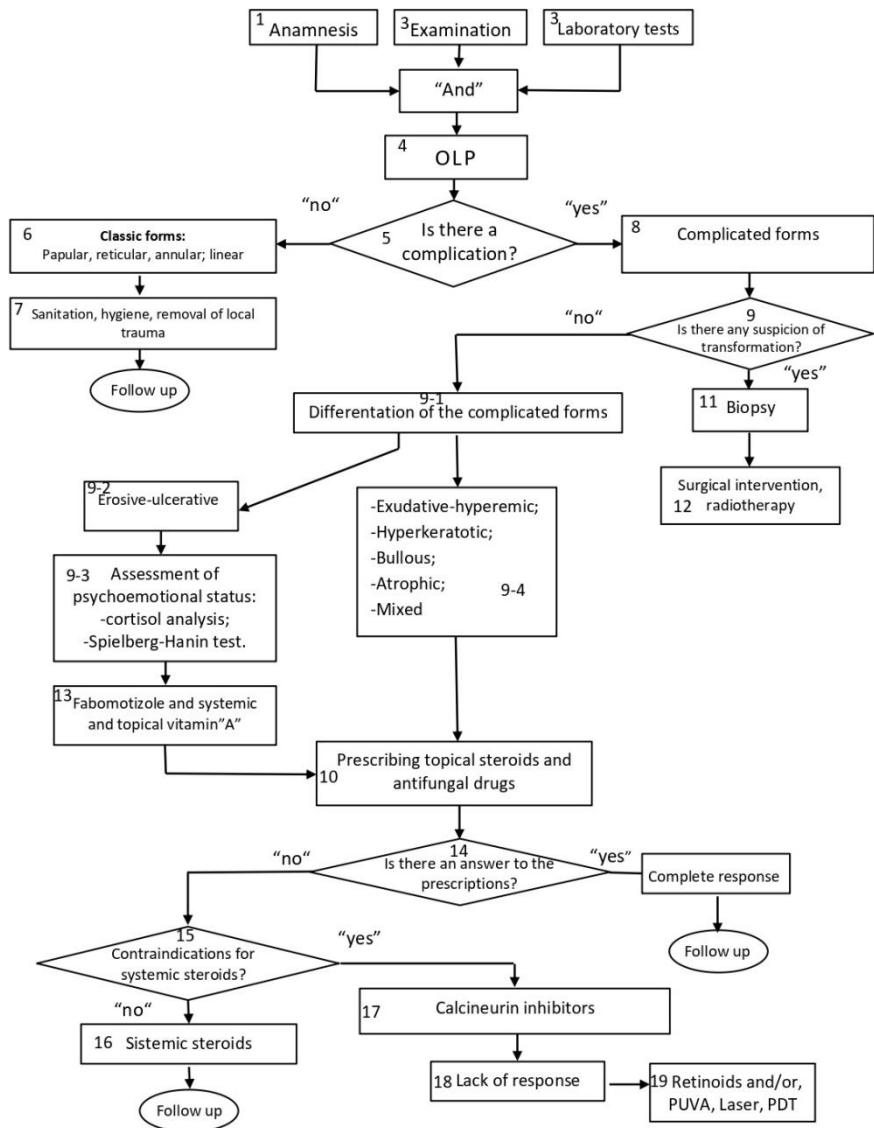 1 Anamnesis
3 Examination
3 Laboratory tests
“And”
4 OLP
“no“
“yes”
5 Is there a
complication?
6 Classic forms:
Papular, reticular, annular; linear
8 Complicated forms
7 Sanitation, hygiene, removal of local
trauma
Follow up
“no“
9
Is there any suspicion of
transformation?
“yes”
9-1
Differentation of the complicated forms
11 Biopsy
12 Surgical intervention,
radiotherapy
9-2
Erosive-ulcerative
-Exudative-hyperemic;
-Hyperkeratotic;
-Bullous;
-Atrophic;
-Mixed
9-4
9-3 Assessment of
psychoemotional status:
-cortisol analysis;
-Spielberg-Hanin test.
13 Fabomotizole and systemic
and topical vitamin”A”
10 Prescribing topical steroids and
antifungal drugs
“no“
14
Is there an answer to the
prescriptions?
“yes”
Complete response
Follow up
15
Contraindications for
systemic steroids?
“yes”
“no“
16 Sistemic steroids
Follow up
17 Calcineurin inhibitors
18 Lack of response
19 Retinoids and/or,
PUVA, Laser, PDT